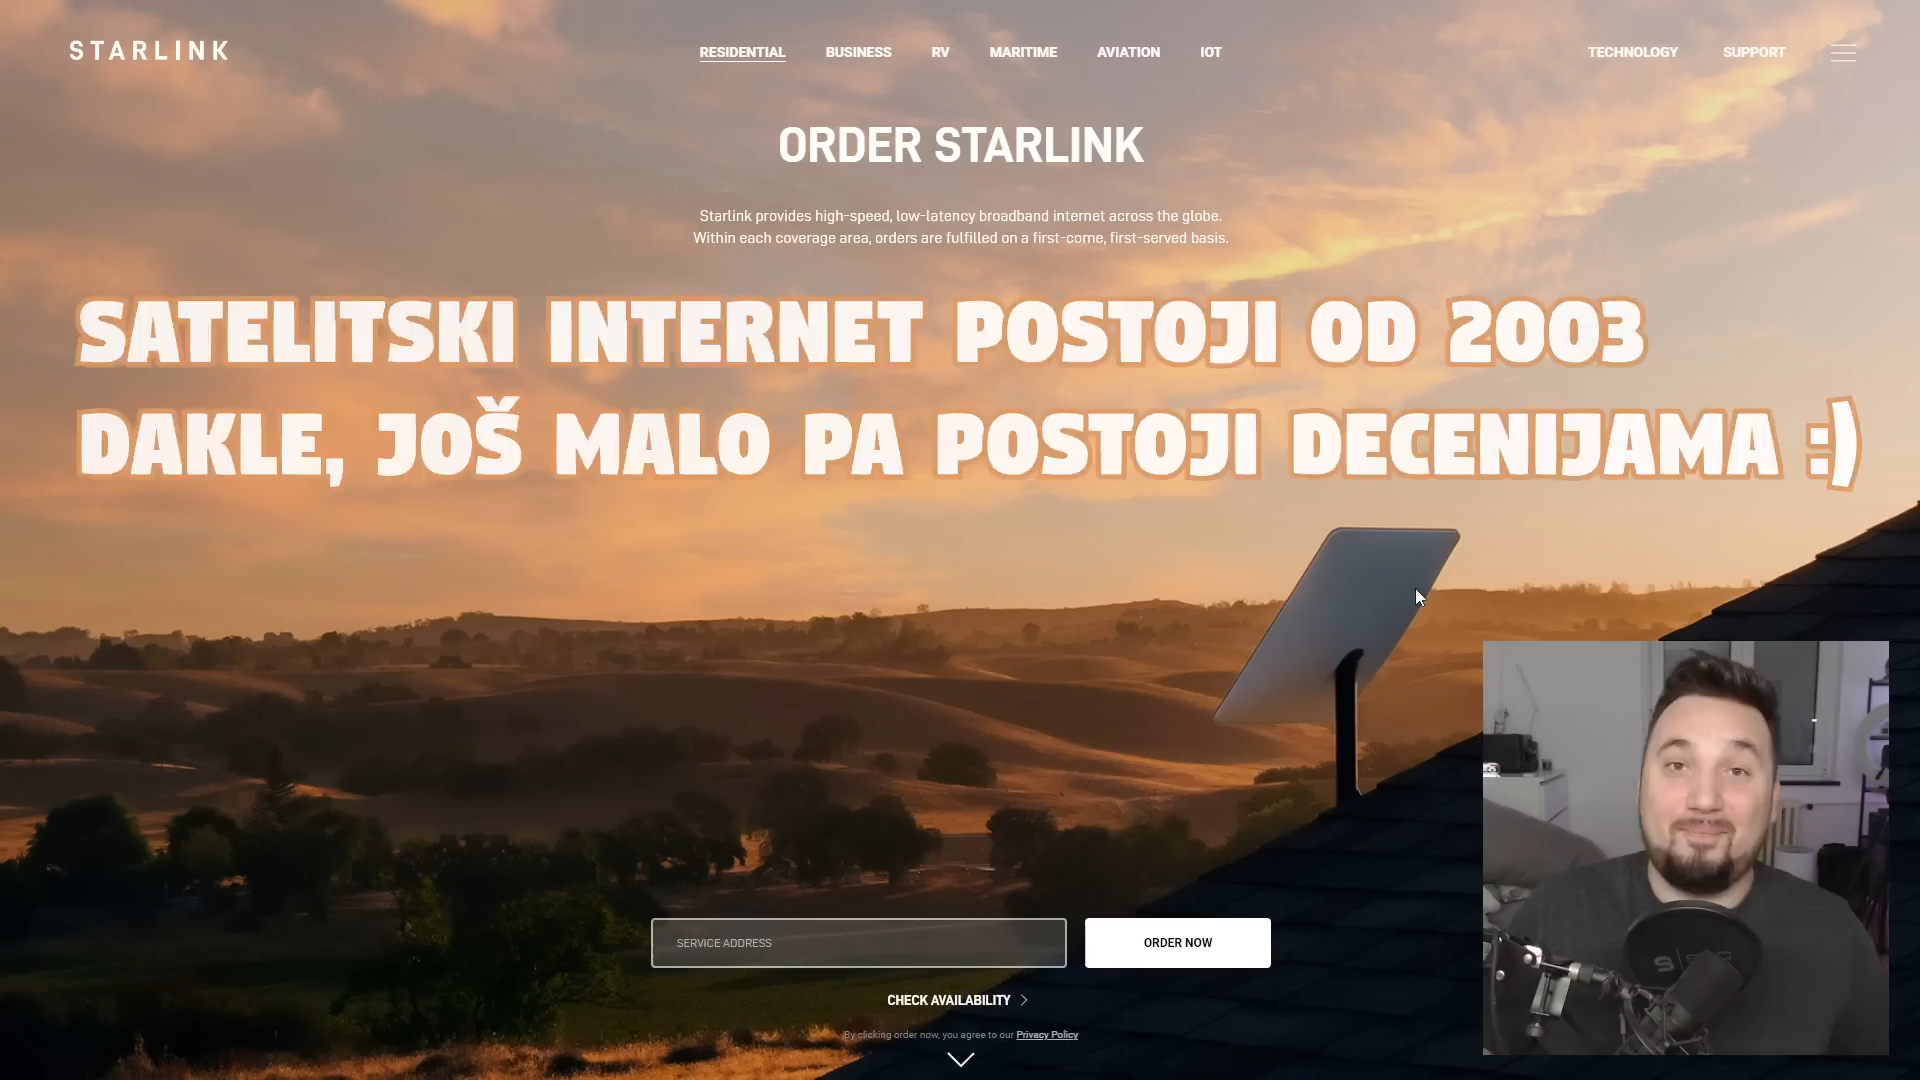 STARLINK
RESIDENTIAL BUSINESS RV MARITIME AVIATION IOT
TECHNOLOGY SUPPORT
ORDER STARLINK
Starlink provides high-speed, low-latency broadband internet across the globe.
Within each coverage area, orders are fulfilled on a first-come, first-served basis.
SATELITSKI INTERNET POSTOJI OD 2003
DAKLE, JOŠ MALO PA POSTOJI DECENIJAMA :)
SERVICE ADDRESS
ORDER NOW
CHECK AVAILABILITY
By clicking order now, you agree to our Privacy Policy